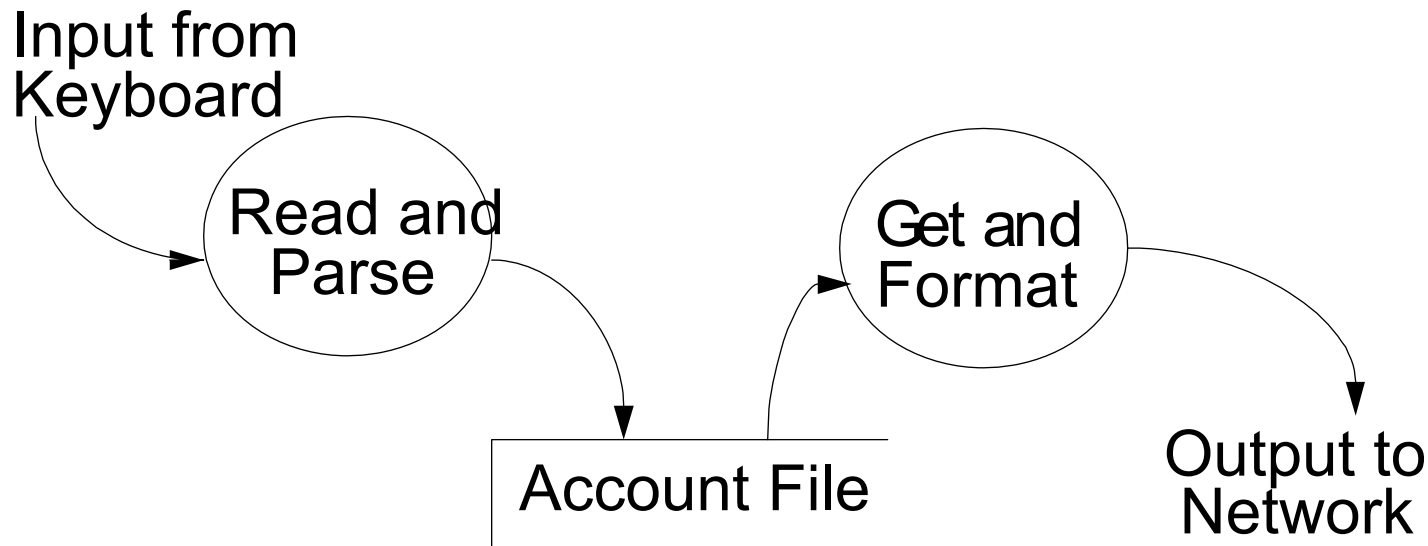 Input from
Keyboard
Read and
Parse
Get and
Format
Account File
Output to
Network